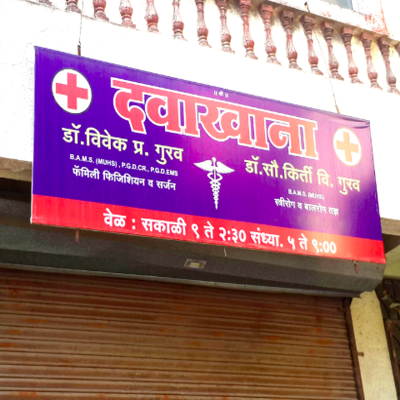 ॥ श्री ॥
दवाखाना
डॉ.विवेक प्र. गुरव
B.A.M.S. (MUHS), P.G.D.CR., P.G.D.EMS
फॅमिली फिजिशियन व सर्जन
डॉ.सौ.किर्ती वि. गुरव
B.A.M.S. (MUHS)
स्त्रीरोग व बालरोग तज्ञ
वेळ : सकाळी ९ ते २:३० संध्या. ५ ते ९:००